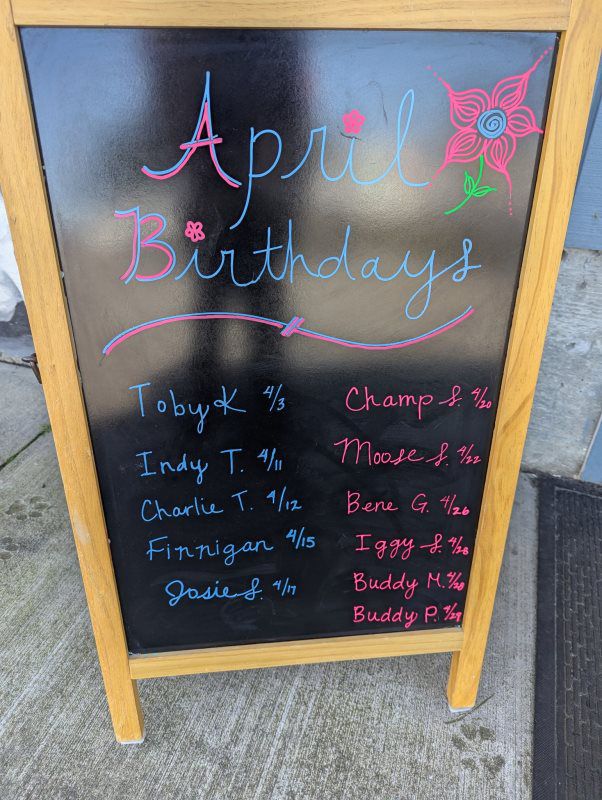 April
Birthdays
Toby K 4/3
Indy T. 4/11
Charlie T. 4/12
Finnigan 4/15
Josie S. 4/17
Champ S. 4/20
Moose S. 4/22
Bene G. 4/26
Iggy S. 4/28
Buddy M. 4/28
Buddy P. 4/29